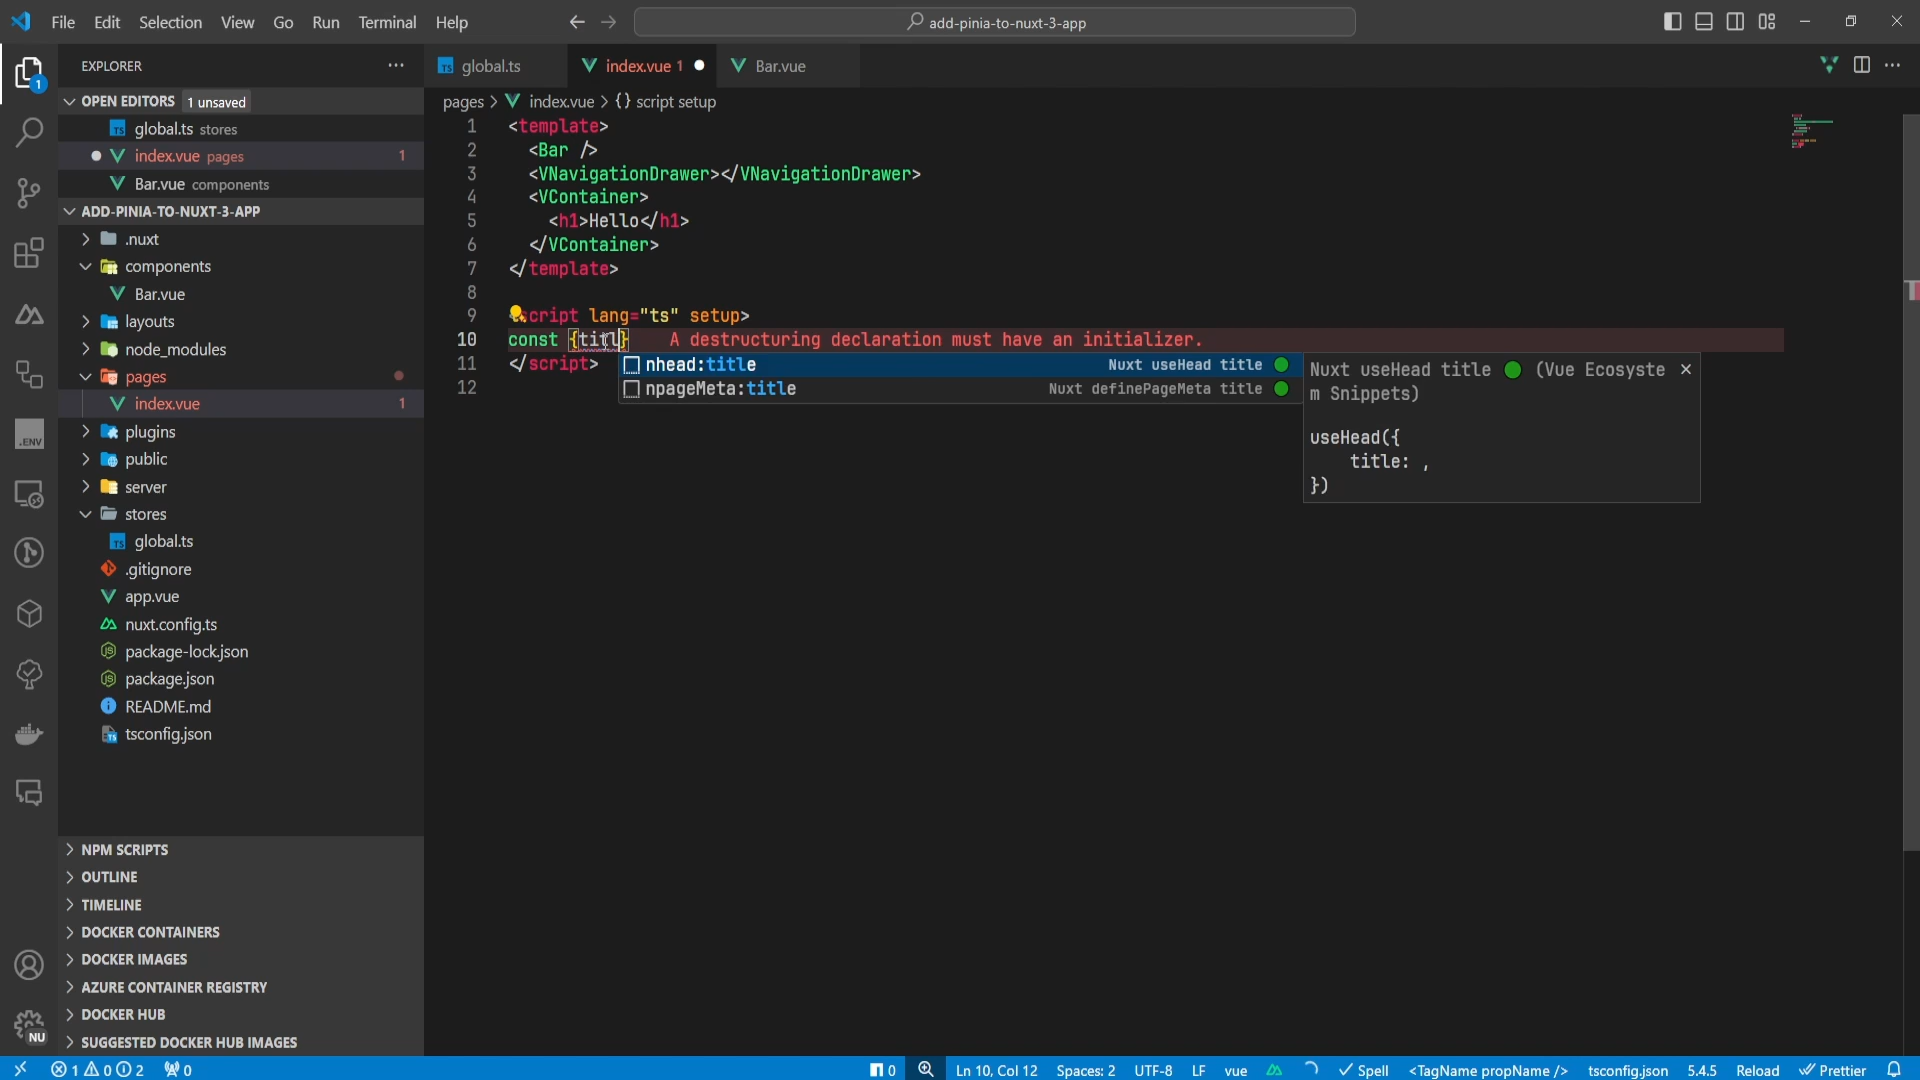 File Edit Selection View Go Run Terminal Help
add-pinia-to-nuxt-3-app
EXPLORER
1
OPEN EDITORS 1 unsaved
global.ts stores
index.vue pages 1
Bar.vue components
ADD-PINIA-TO-NUXT-3-APP
.nuxt
components
Bar.vue
layouts
node_modules
pages
index.vue 1
plugins
public
server
stores
global.ts
.gitignore
app.vue
nuxt.config.ts
package-lock.json
package.json
README.md
tsconfig.json
NPM SCRIPTS
OUTLINE
TIMELINE
DOCKER CONTAINERS
DOCKER IMAGES
AZURE CONTAINER REGISTRY
DOCKER HUB
SUGGESTED DOCKER HUB IMAGES
.ENV
NU
global.ts index.vue 1 Bar.vue
pages > index.vue > {} script setup
1 <template>
2 <Bar />
3 <VNavigationDrawer></VNavigationDrawer>
4 <VContainer>
5 <h1>Hello</h1>
6 </VContainer>
7 </template>
8
9 script lang="ts" setup>
10 const {titl} A destructuring declaration must have an initializer.
11 </script>
12
nhead:title Nuxt useHead title
npageMeta:title Nuxt definePageMeta title
Nuxt useHead title (Vue Ecosyste
m Snippets)
useHead({
title: ,
})
1 0 2 0
0 Ln 10, Col 12 Spaces: 2 UTF-8 LF vue Spell <TagName propName /> tsconfig.json 5.4.5 Reload Prettier